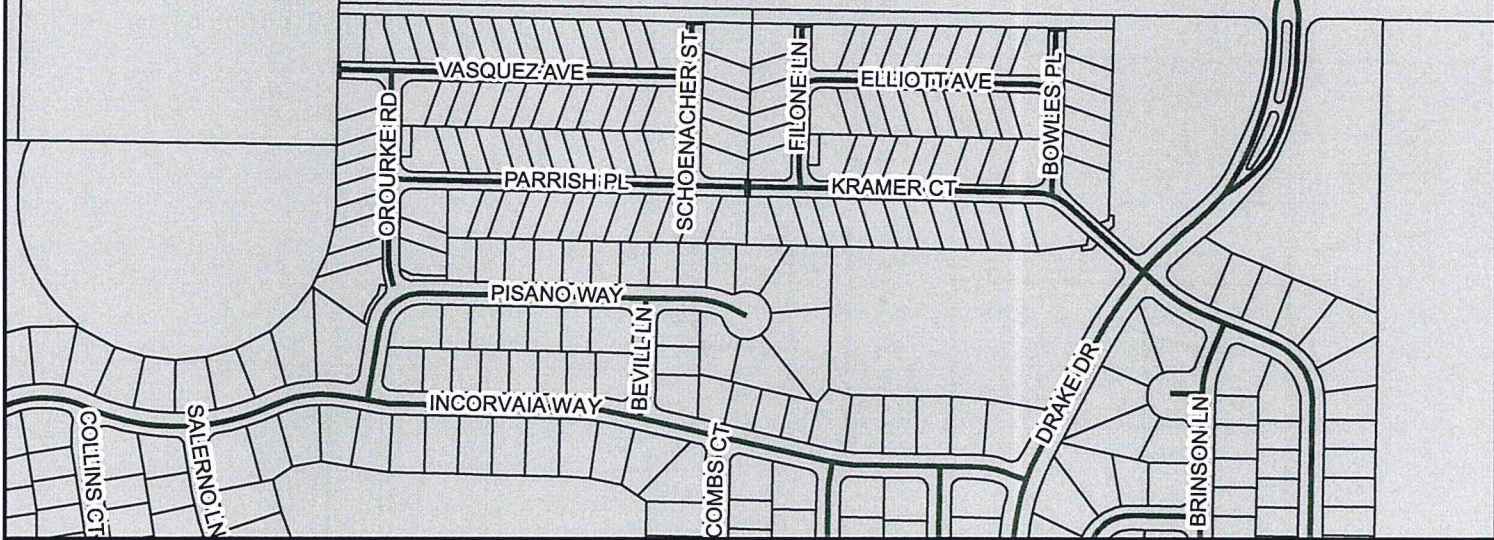 VASQUEZ AVE
ELLIOTT AVE
SCHOENACHER ST
FILONE LN
BOWLES PL
OROURKE RD
PARRISH PL
KRAMER CT
PISANO WAY
BEVILL LN
INCORVAIA WAY
DRAKE DR
COLLINS CT
SALERNO LN
COMBS CT
BRINSON LN